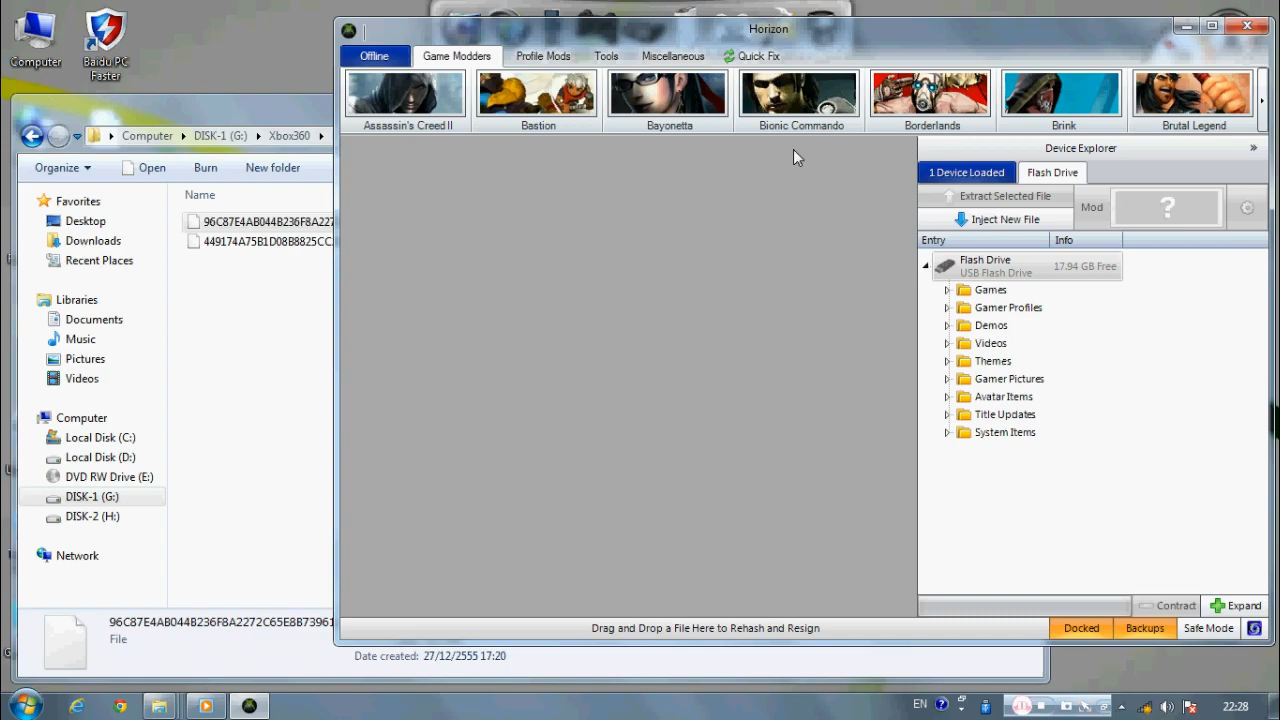 Computer
Baidu PC
Faster
Computer DISK-1 (G:) Xbox360
Organize Open Burn New folder
Favorites
Desktop
Downloads
Recent Places
Libraries
Documents
Music
Pictures
Videos
Computer
Local Disk (C:)
Local Disk (D:)
DVD RW Drive (E:)
DISK-1 (G:)
DISK-2 (H:)
Network
Name
96C87E4AB044B236F8A227
449174A75B1D08B8825CC
96C87E4AB044B236F8A2272C65E8B73961
File
Date created: 27/12/2555 17:20
Horizon
Offline Game Modders Profile Mods Tools Miscellaneous Quick Fix
Assassin's Creed II Bastion Bayonetta Bionic Commando Borderlands Brink Brutal Legend
Device Explorer »
1 Device Loaded Flash Drive
Extract Selected File
Inject New File
Mod ?
Entry Info
Flash Drive
USB Flash Drive 17.94 GB Free
Games
Gamer Profiles
Demos
Videos
Themes
Gamer Pictures
Avatar Items
Title Updates
System Items
Contract Expand
Drag and Drop a File Here to Rehash and Resign
Docked Backups Safe Mode
EN 22:28